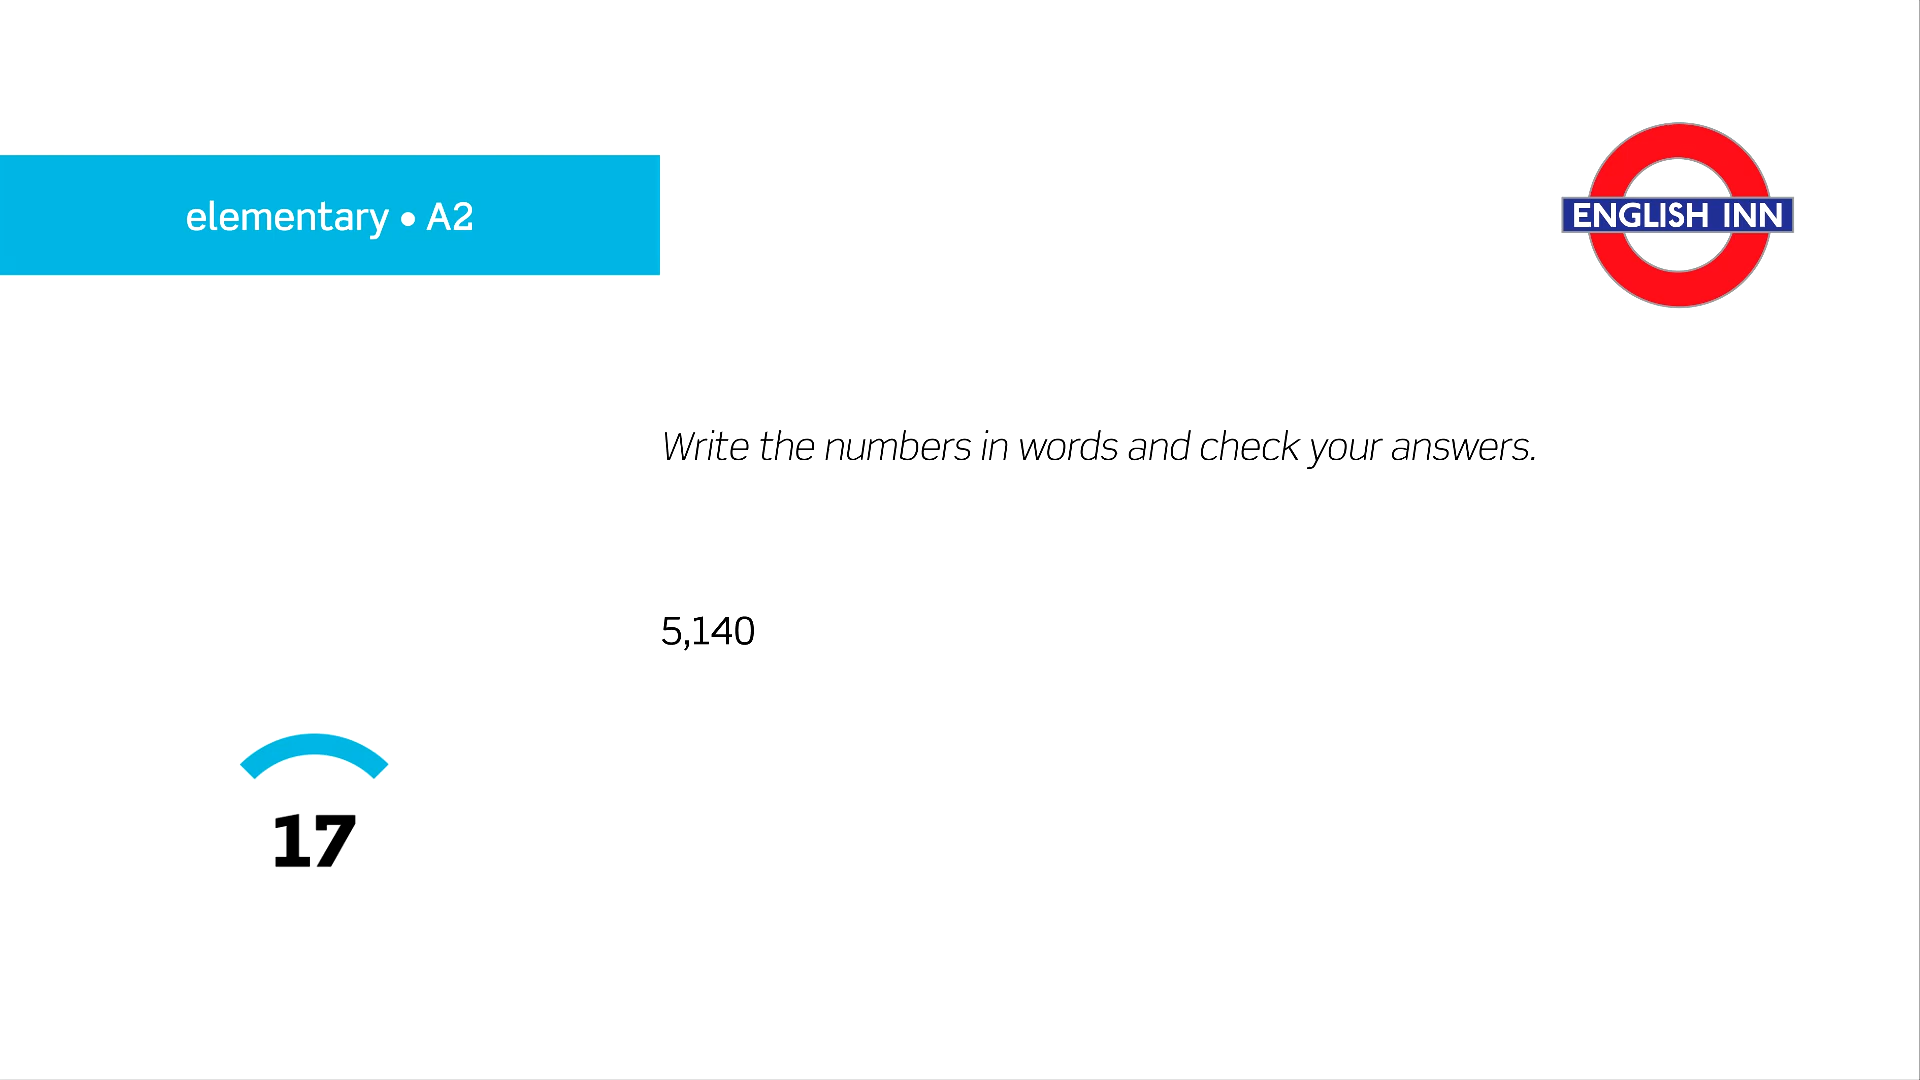 elementary • A2
ENGLISH INN
Write the numbers in words and check your answers.
5,140
17